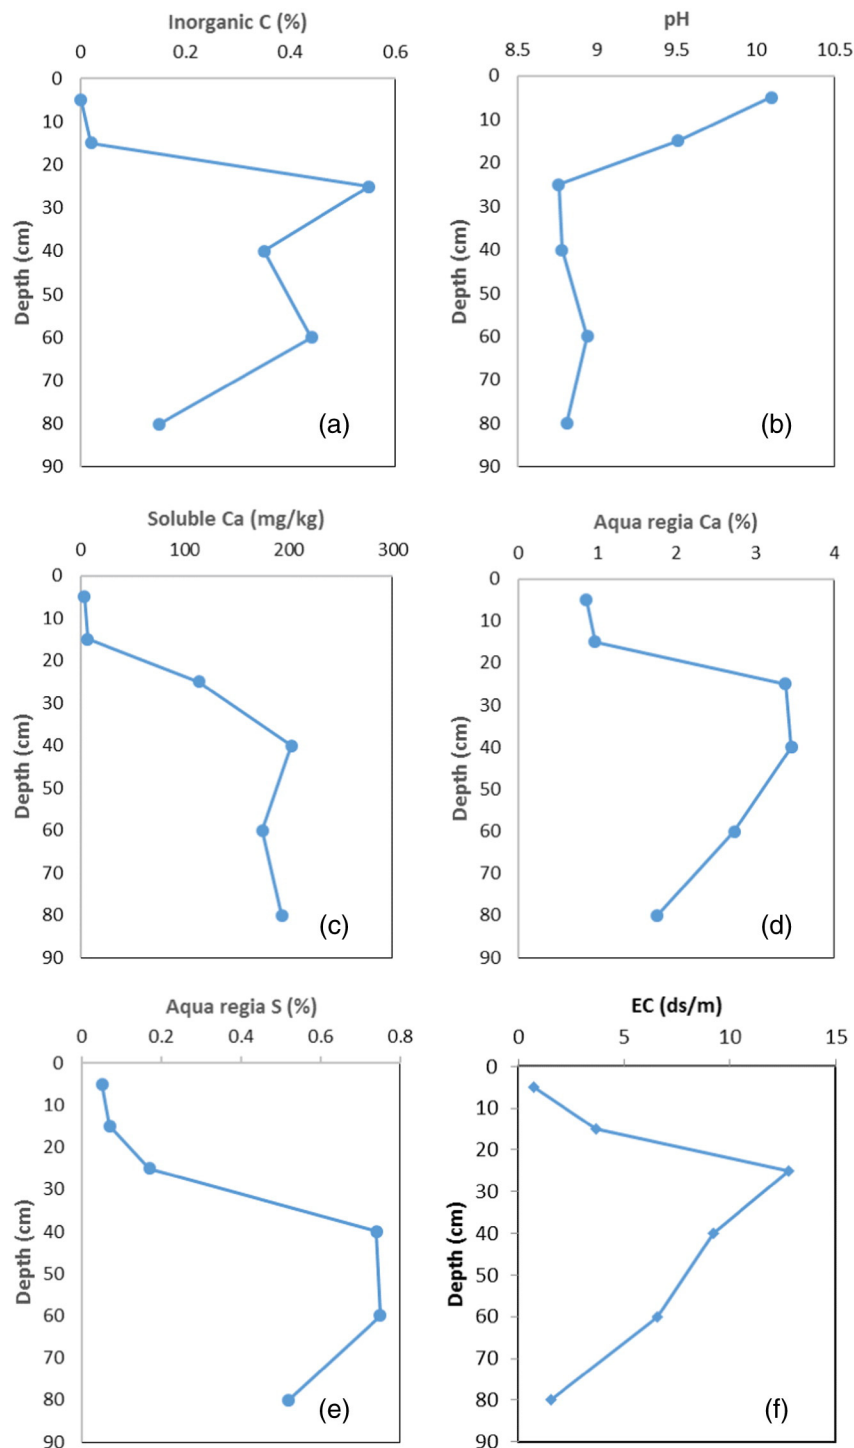 Inorganic C (%)
0 0.2 0.4 0.6
0
10
20
30
40
50
60
70
80
90
Depth (cm)
(a)
pH
8.5 9 9.5 10 10.5
0
10
20
30
40
50
60
70
80
90
Depth (cm)
(b)
Soluble Ca (mg/kg)
0 100 200 300
0
10
20
30
40
50
60
70
80
90
Depth (cm)
(c)
Aqua regia Ca (%)
0 1 2 3 4
0
10
20
30
40
50
60
70
80
90
Depth (cm)
(d)
Aqua regia S (%)
0 0.2 0.4 0.6 0.8
0
10
20
30
40
50
60
70
80
90
Depth (cm)
(e)
EC (ds/m)
0 5 10 15
0
10
20
30
40
50
60
70
80
90
Depth (cm)
(f)